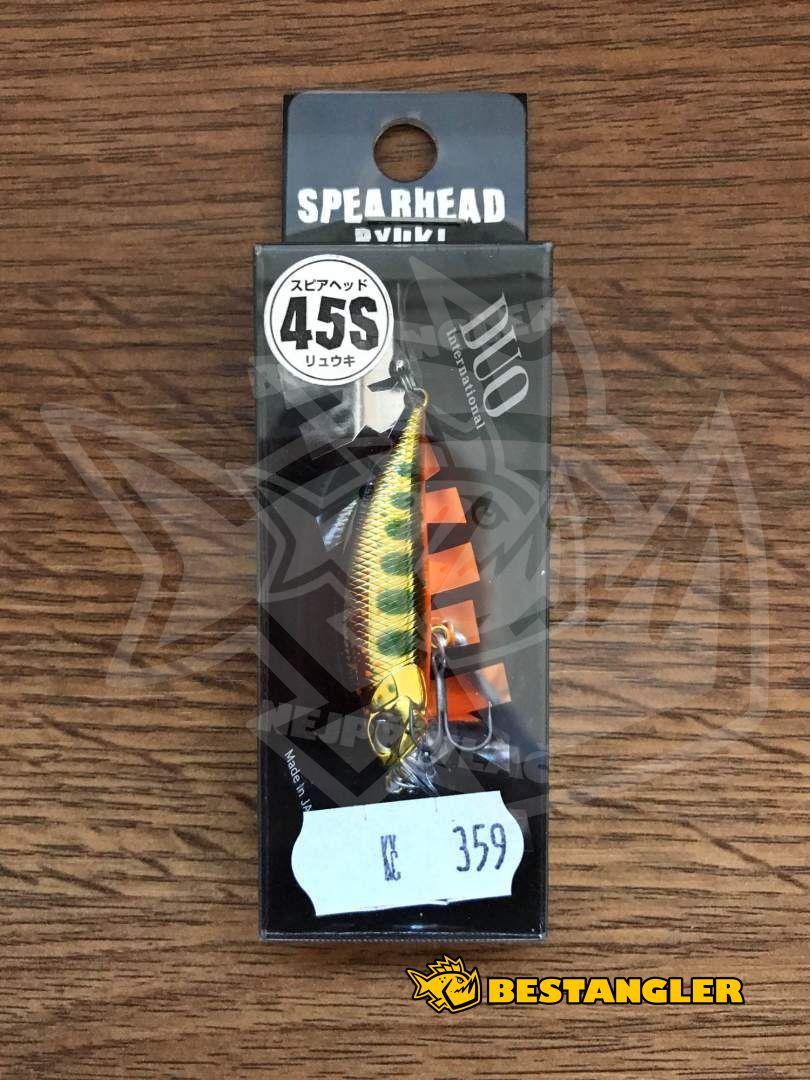 SPEARHEAD
RYUKI
スピアヘッド
45S
リュウキ
DUO
international
Made in JA
Kč 359
BESTANGLER